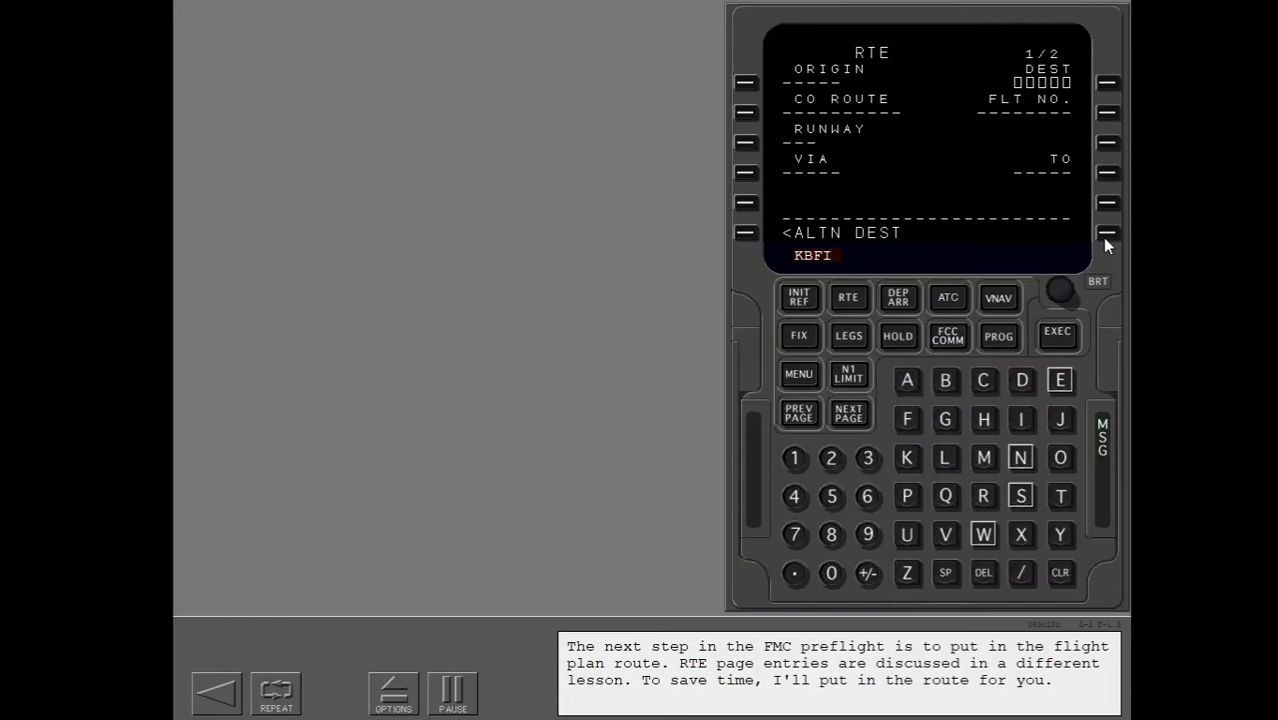 RTE 1/2
ORIGIN DEST
----- □□□□□
CO ROUTE FLT NO.
---------- --------
RUNWAY
---
VIA TO
----- -----
------------------------
<ALTN DEST
KBFI
BRT
INIT REF RTE DEP ARR ATC VNAV
FIX LEGS HOLD FCC COMM PROG EXEC
MENU N1 LIMIT
PREV PAGE NEXT PAGE
A B C D E
F G H I J
1 2 3 K L M N O
4 5 6 P Q R S T
7 8 9 U V W X Y
. 0 +/- Z SP DEL / CLR
MSG
The next step in the FMC preflight is to put in the flight
plan route. RTE page entries are discussed in a different
lesson. To save time, I'll put in the route for you.
REPEAT OPTIONS PAUSE